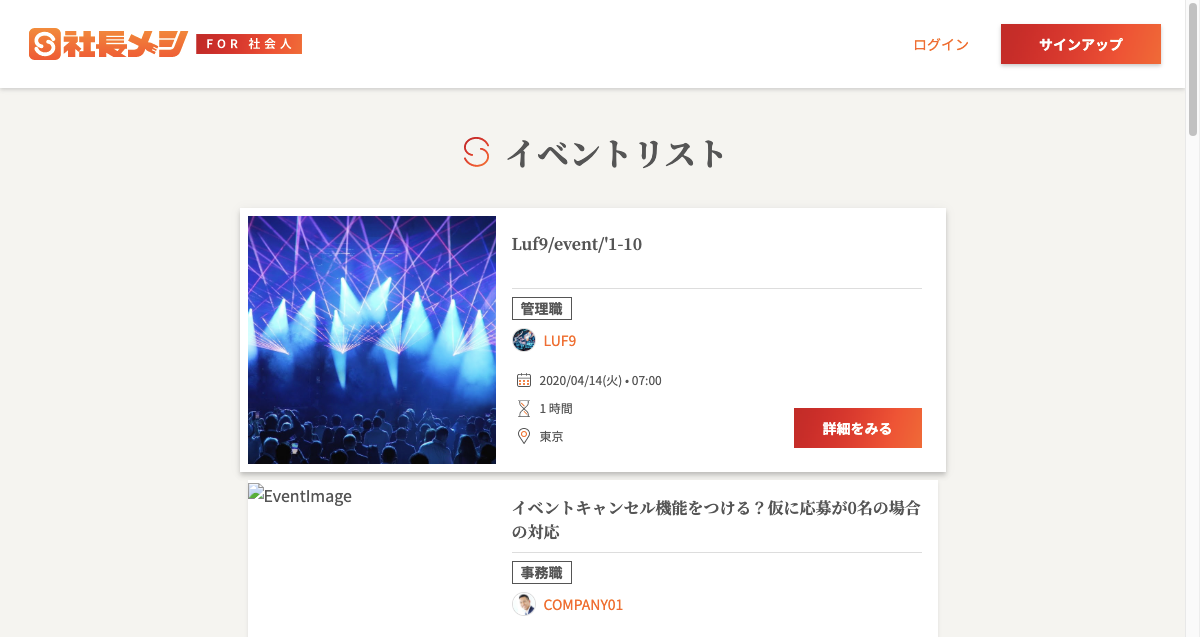 社長メシ FOR 社会人
ログイン
サインアップ
イベントリスト
Luf9/event/'1-10
管理職
LUF9
2020/04/14(火) • 07:00
1 時間
東京
詳細をみる
EventImage
イベントキャンセル機能をつける？仮に応募が0名の場合
の対応
事務職
COMPANY01